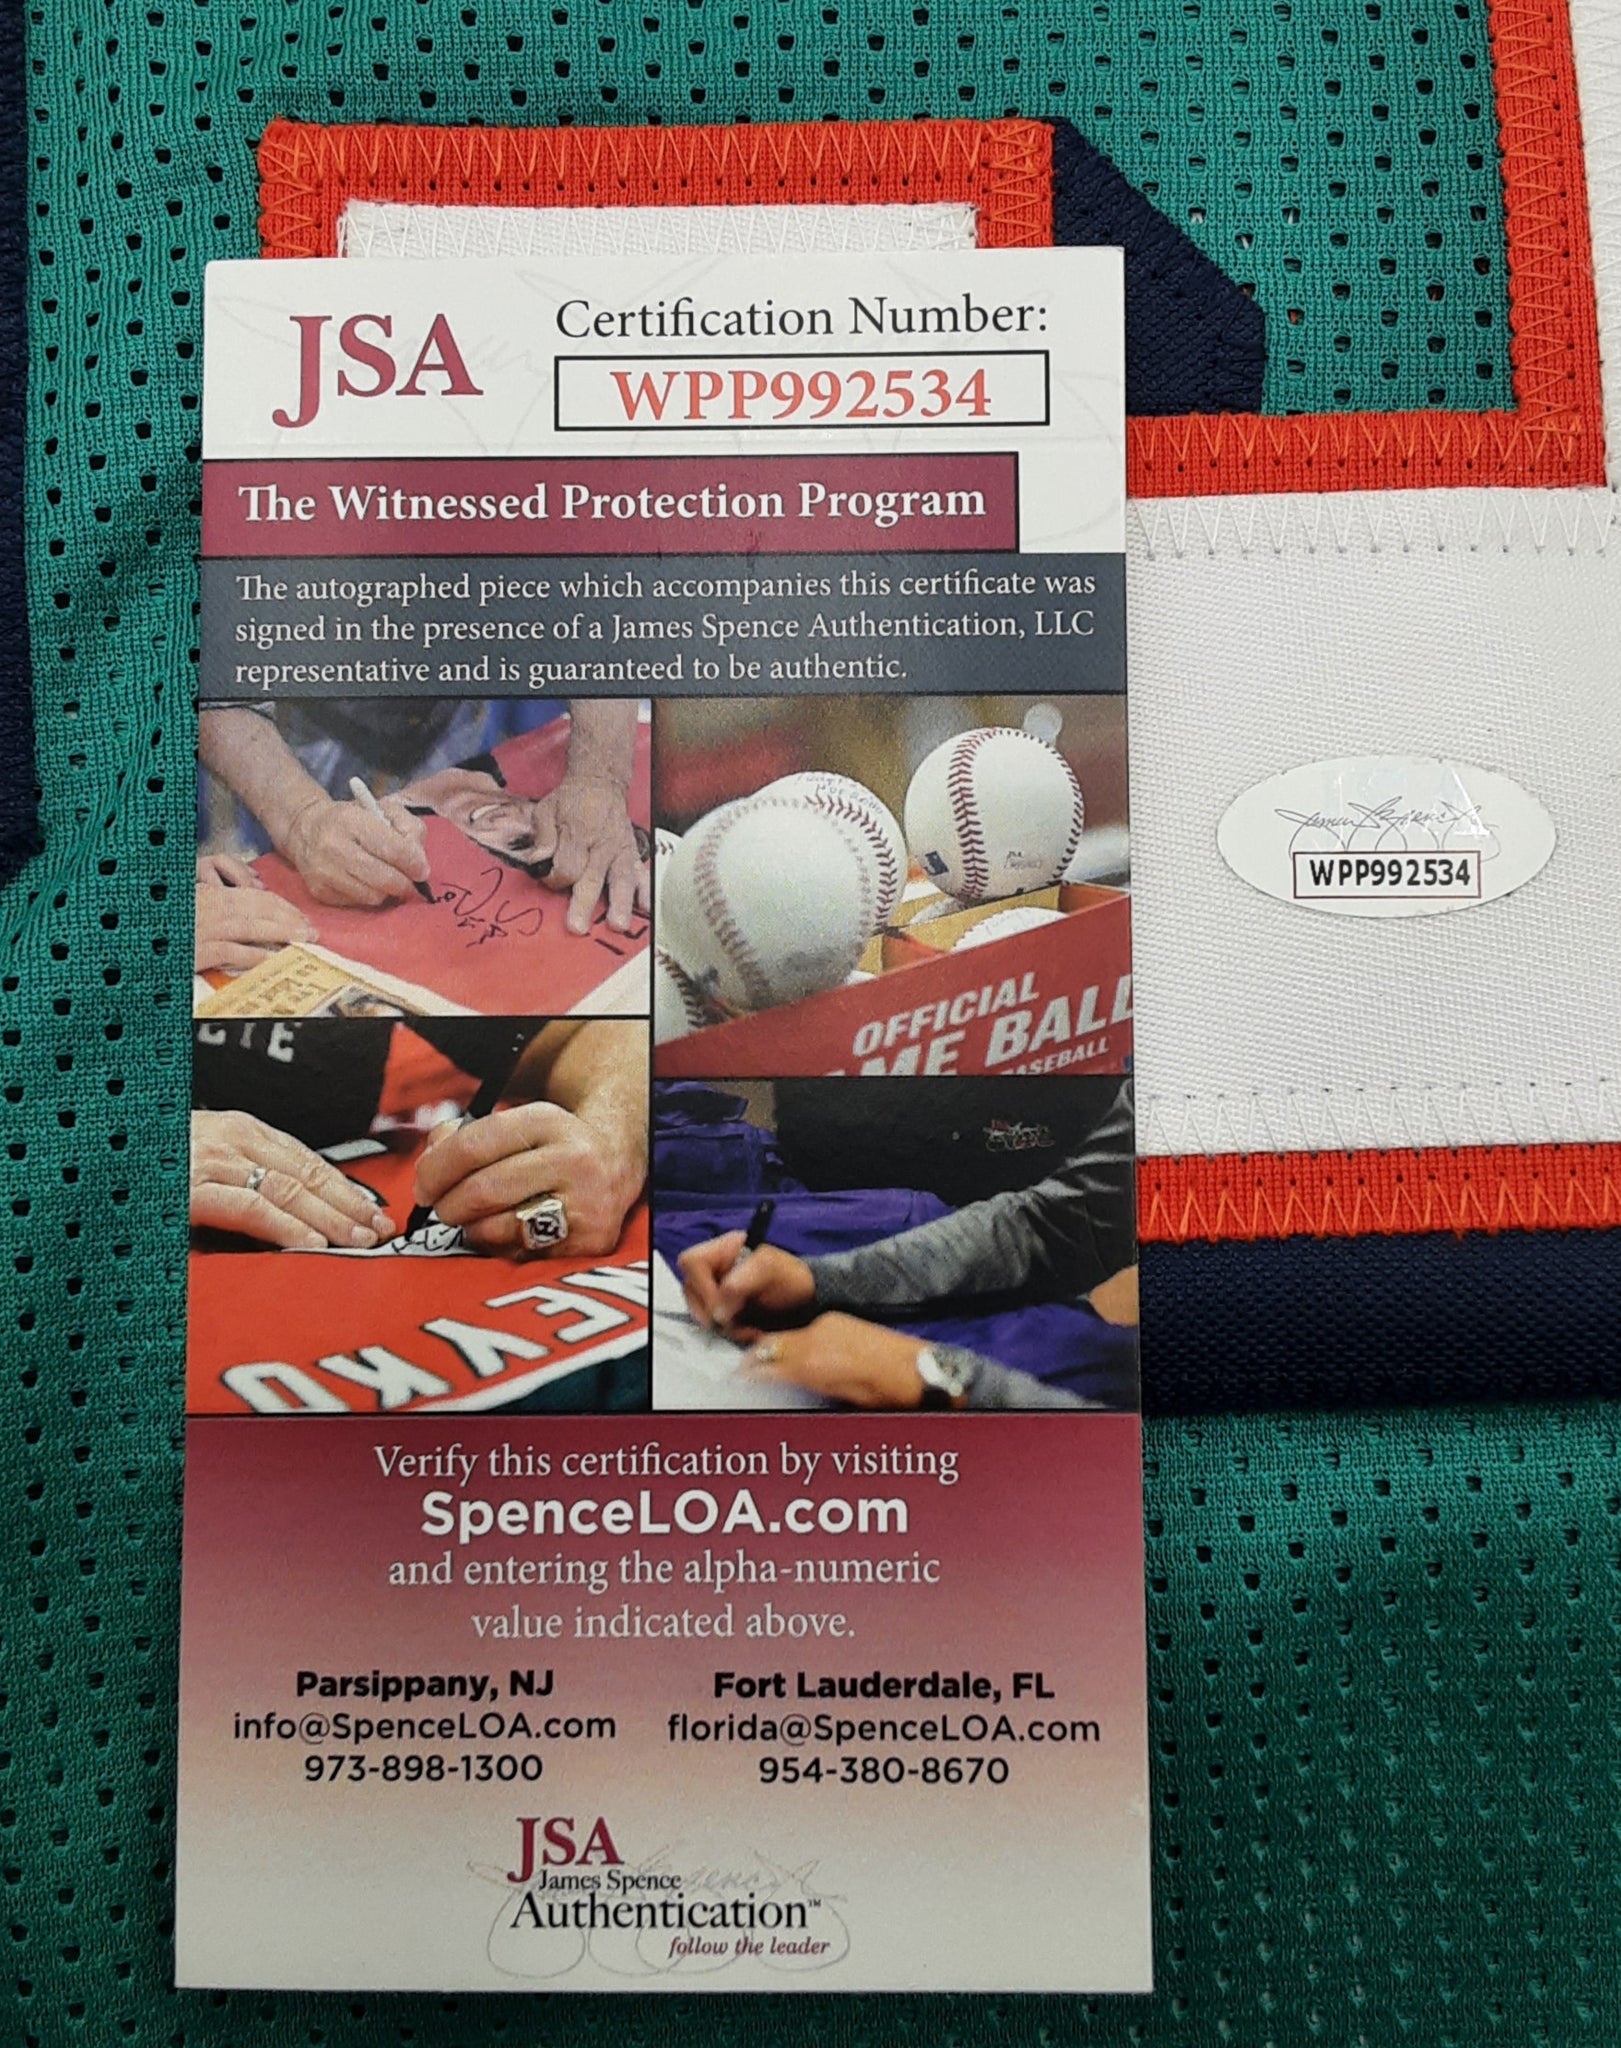 JSA
Certification Number:
WPP992534
The Witnessed Protection Program
The autographed piece which accompanies this certificate was
signed in the presence of a James Spence Authentication, LLC
representative and is guaranteed to be authentic.
OFFICIAL
ME BALL
ASEBALL
WPP992534
Verify this certification by visiting
SpenceLOA.com
and entering the alpha-numeric
value indicated above.
Parsippany, NJ
info@SpenceLOA.com
973-898-1300
Fort Lauderdale, FL
florida@SpenceLOA.com
954-380-8670
JSA
James Spence
Authentication™
follow the leader